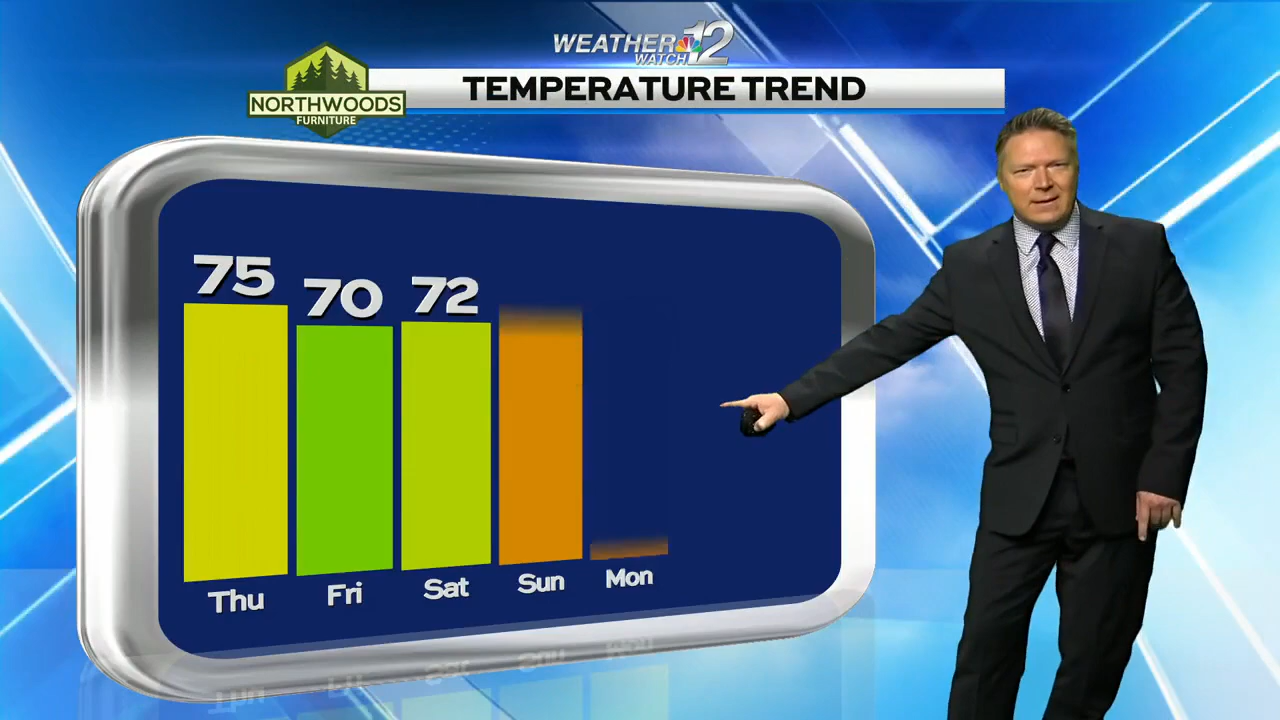 WEATHER
WATCH 12
NORTHWOODS
FURNITURE
TEMPERATURE TREND
75
70
72
Thu
Fri
Sat
Sun
Mon